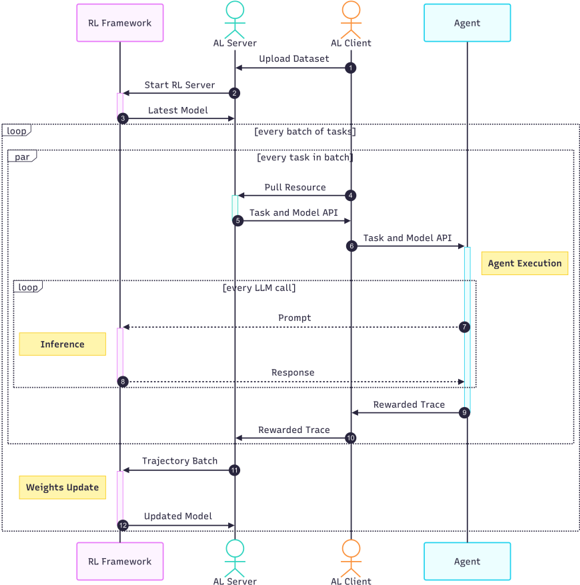 RL Framework
AL Server
AL Client
Agent
Upload Dataset
1
Start RL Server
2
3
Latest Model
loop
[every batch of tasks]
par
[every task in batch]
Pull Resource
4
5
Task and Model API
6
Task and Model API
Agent Execution
loop
[every LLM call]
Prompt
7
Inference
8
Response
Rewarded Trace
9
Rewarded Trace
10
Trajectory Batch
11
Weights Update
12
Updated Model
RL Framework
AL Server
AL Client
Agent